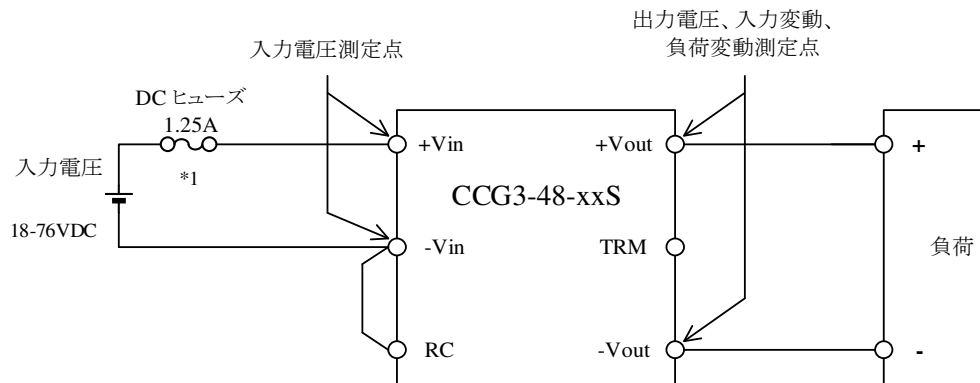 出力電圧、入力変動、
負荷変動測定点
入力電圧測定点
DC ヒューズ
1.25A
*1
入力電圧
18-76VDC
+Vin
+Vout
+
CCG3-48-xxS
-Vin
TRM
負荷
RC
-Vout
-